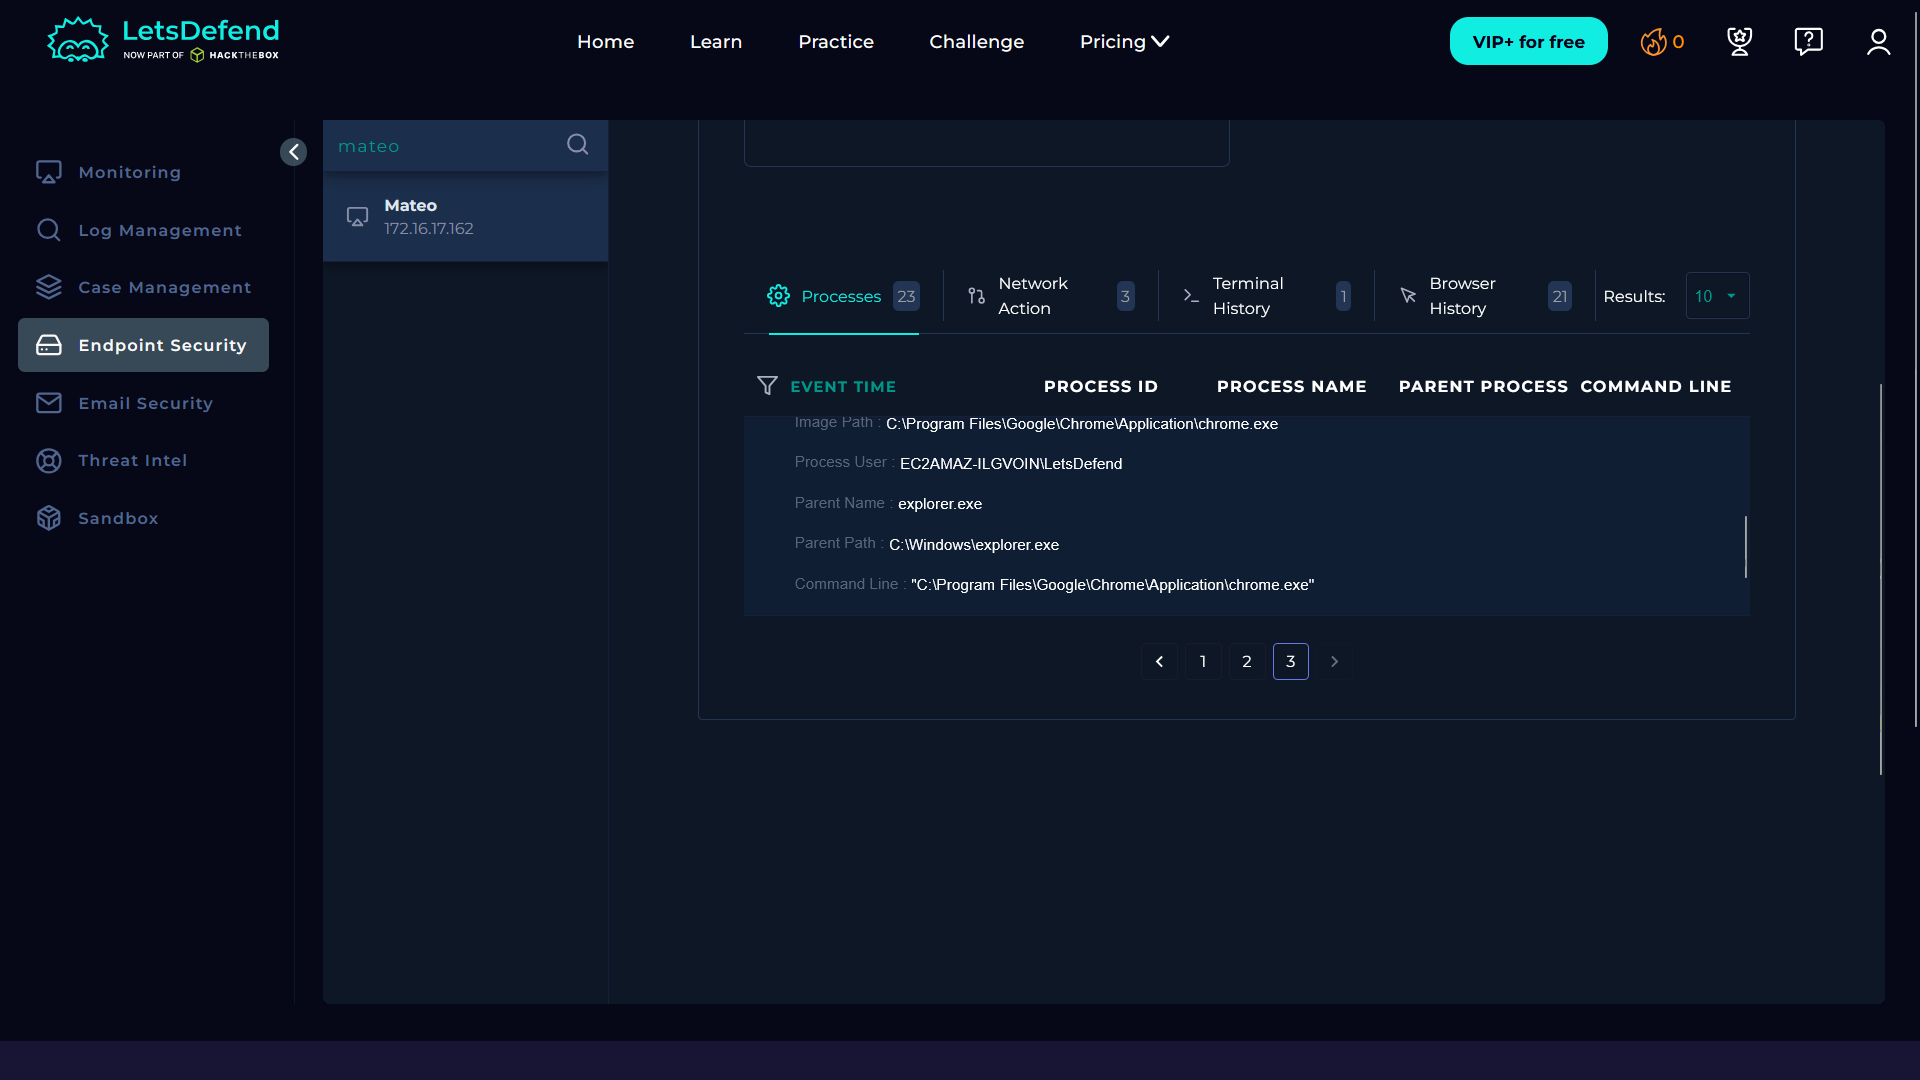 LetsDefend
NOW PART OF HACKTHEBOX
Home
Learn
Practice
Challenge
Pricing
VIP+ for free
0
Monitoring
Log Management
Case Management
Endpoint Security
Email Security
Threat Intel
Sandbox
mateo
Mateo
172.16.17.162
Processes 23
Network Action 3
Terminal History 1
Browser History 21
Results: 10
EVENT TIME PROCESS ID PROCESS NAME PARENT PROCESS COMMAND LINE
Image Path : C:\Program Files\Google\Chrome\Application\chrome.exe
Process User : EC2AMAZ-ILGVOIN\LetsDefend
Parent Name : explorer.exe
Parent Path : C:\Windows\explorer.exe
Command Line : "C:\Program Files\Google\Chrome\Application\chrome.exe"
1 2 3